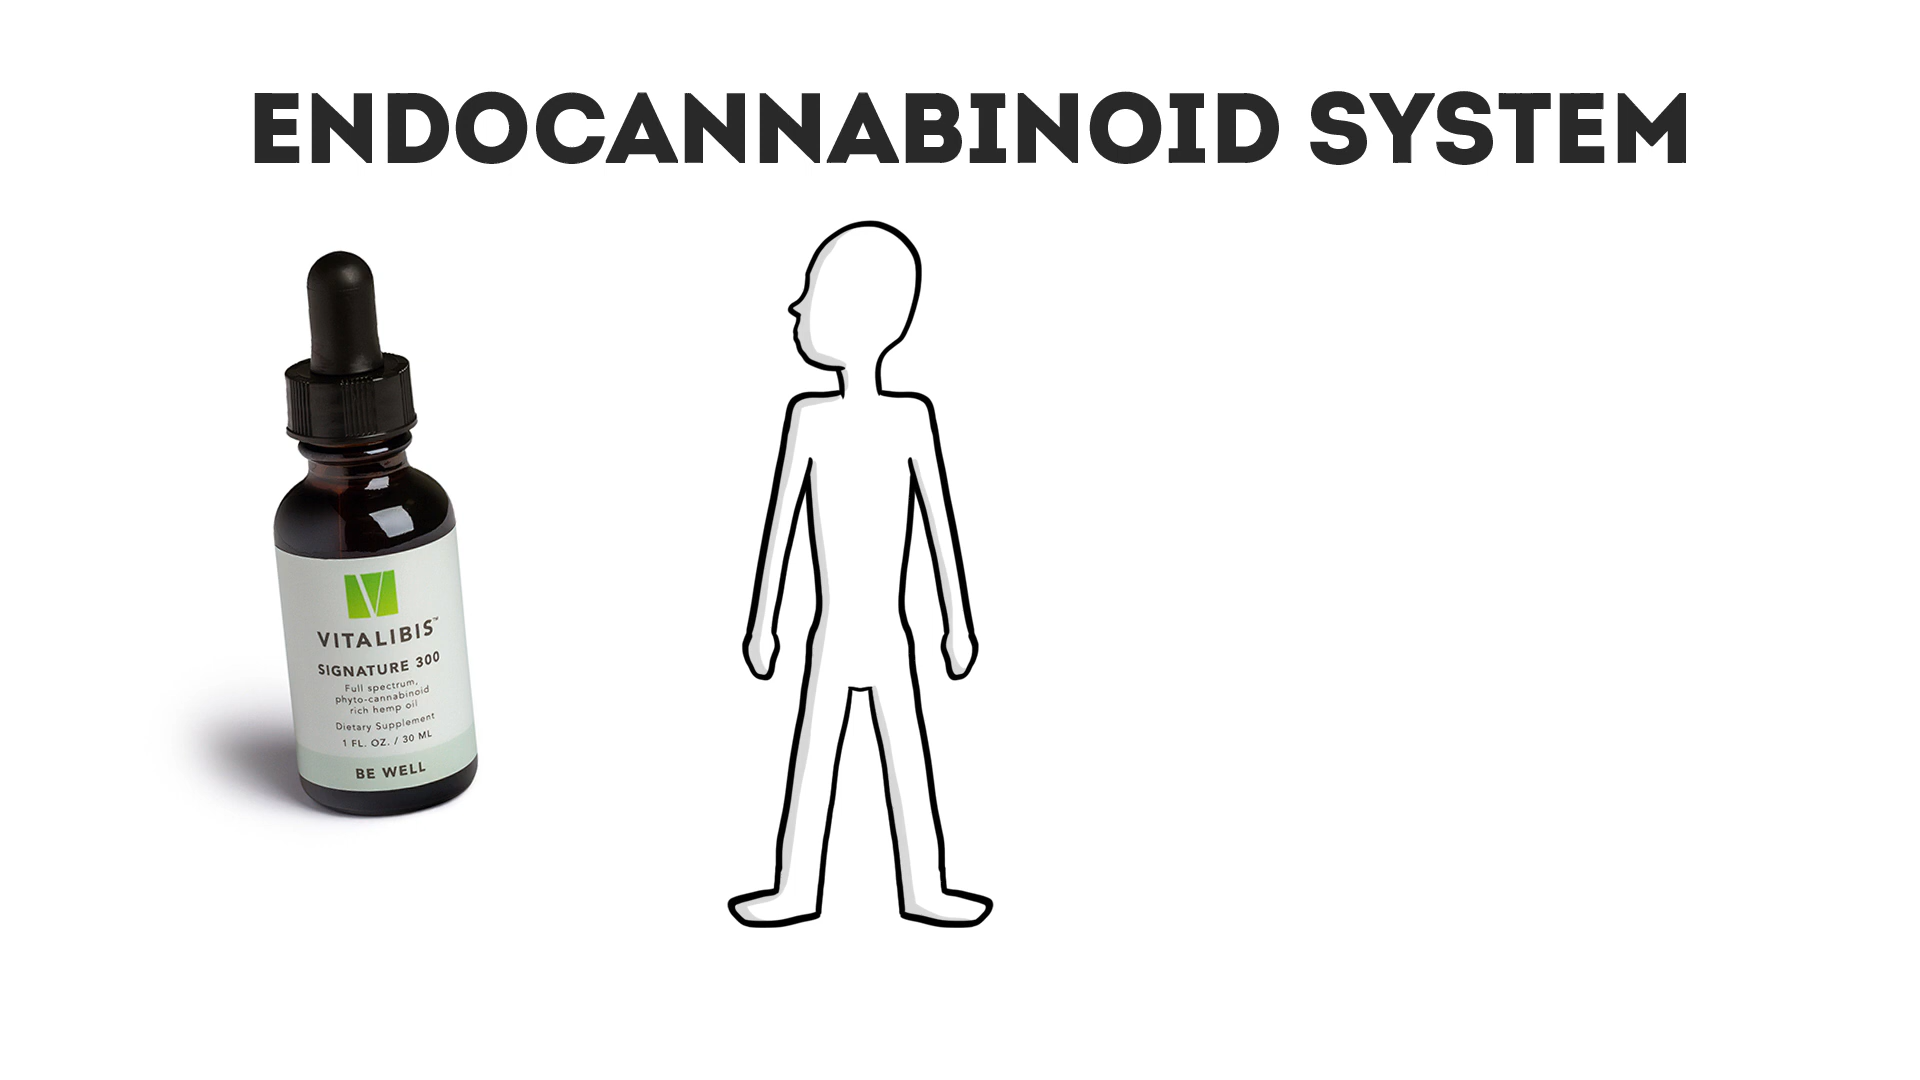 ENDOCANNABINOID SYSTEM
VITALIBIS™
SIGNATURE 300
Full spectrum,
phyto-cannabinoid
rich hemp oil
Dietary Supplement
1 FL. OZ. / 30 ML
BE WELL